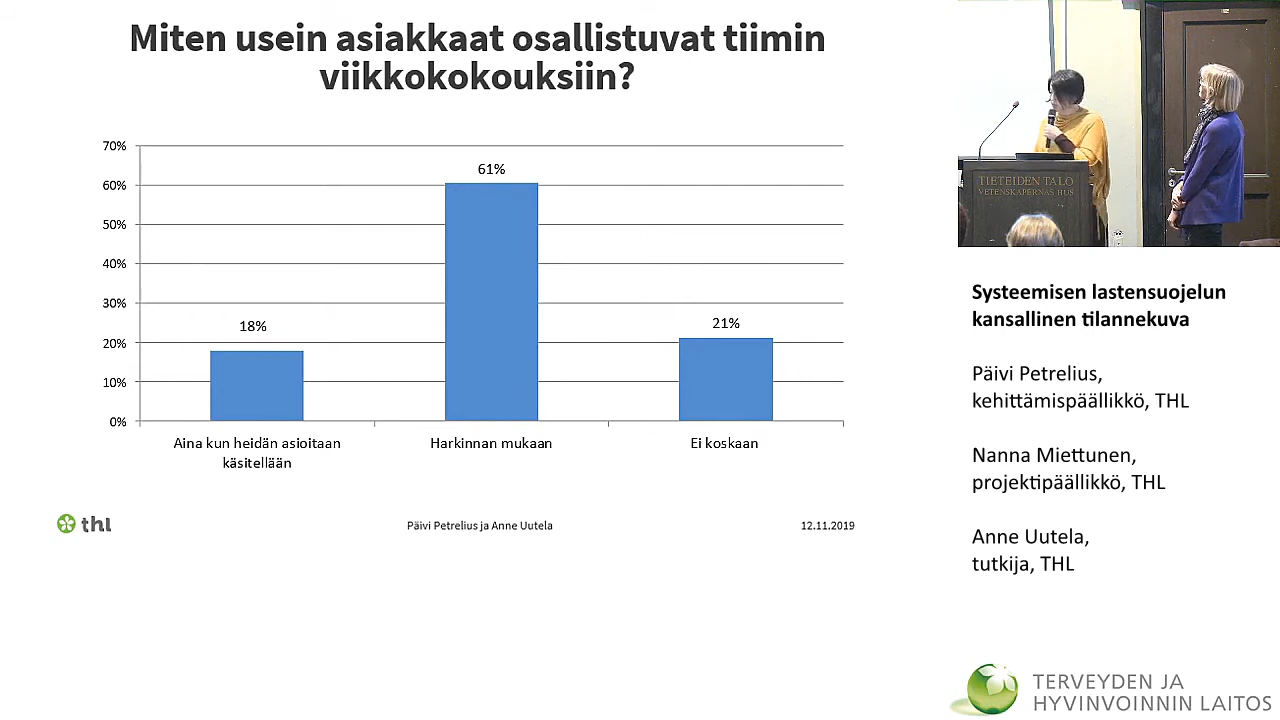 Miten usein asiakkaat osallistuvat tiimin
viikkokokouksiin?
70%
60%
50%
40%
30%
20%
10%
0%
18%
61%
21%
Aina kun heidän asioitaan
käsitellään
Harkinnan mukaan
Ei koskaan
thl
Päivi Petrelius ja Anne Uutela
12.11.2019
TIETEIDEN TALO
VETENSKAPERNAS HUS
Systeemisen lastensuojelun
kansallinen tilannekuva
Päivi Petrelius,
kehittämispäällikkö, THL
Nanna Miettunen,
projektipäällikkö, THL
Anne Uutela,
tutkija, THL
TERVEYDEN JA
HYVINVOINNIN LAITOS